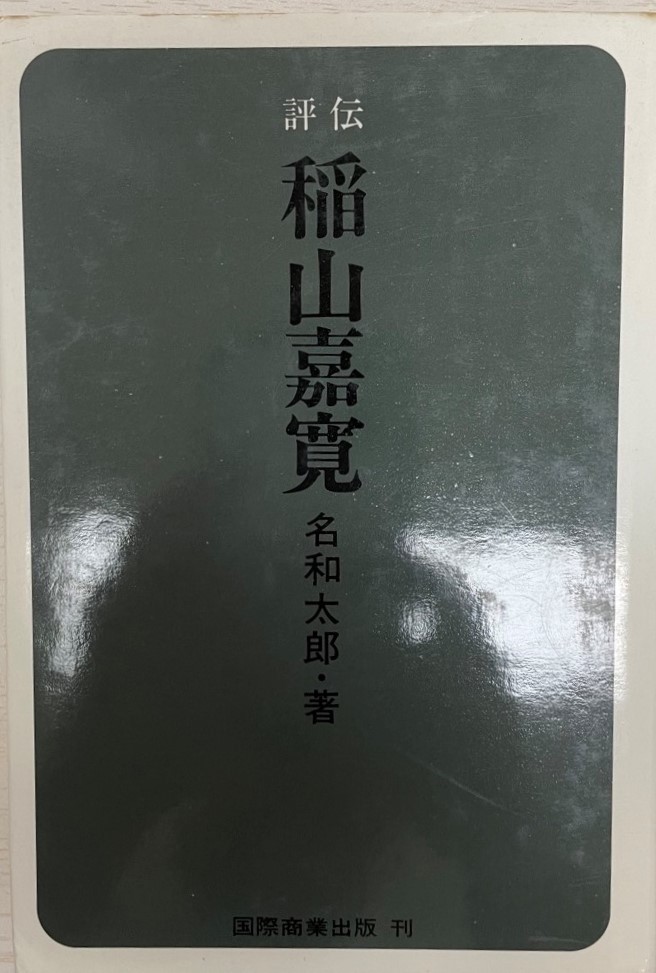 評伝
稲山嘉寛
名和太郎・著
国際商業出版 刊